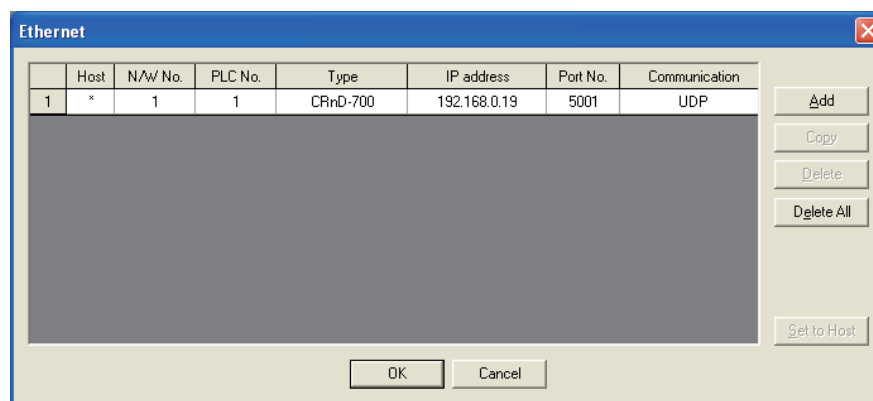 Ethernet
Host N/W No. PLC No. Type IP address Port No. Communication
1 * 1 1 CRnD-700 192.168.0.19 5001 UDP
Add
Copy
Delete
Delete All
Set to Host
OK Cancel